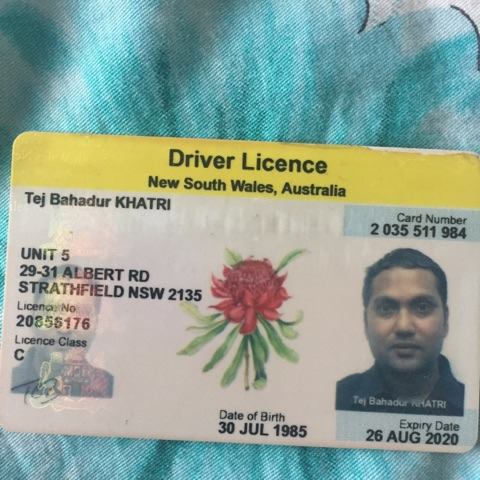 Driver Licence
New South Wales, Australia
Tej Bahadur KHATRI
Card Number
2 035 511 984
UNIT 5
29-31 ALBERT RD
STRATHFIELD NSW 2135
Licence No
20858176
Licence Class
C
Tej Bahadur KHATRI
Date of Birth
30 JUL 1985
Expiry Date
26 AUG 2020